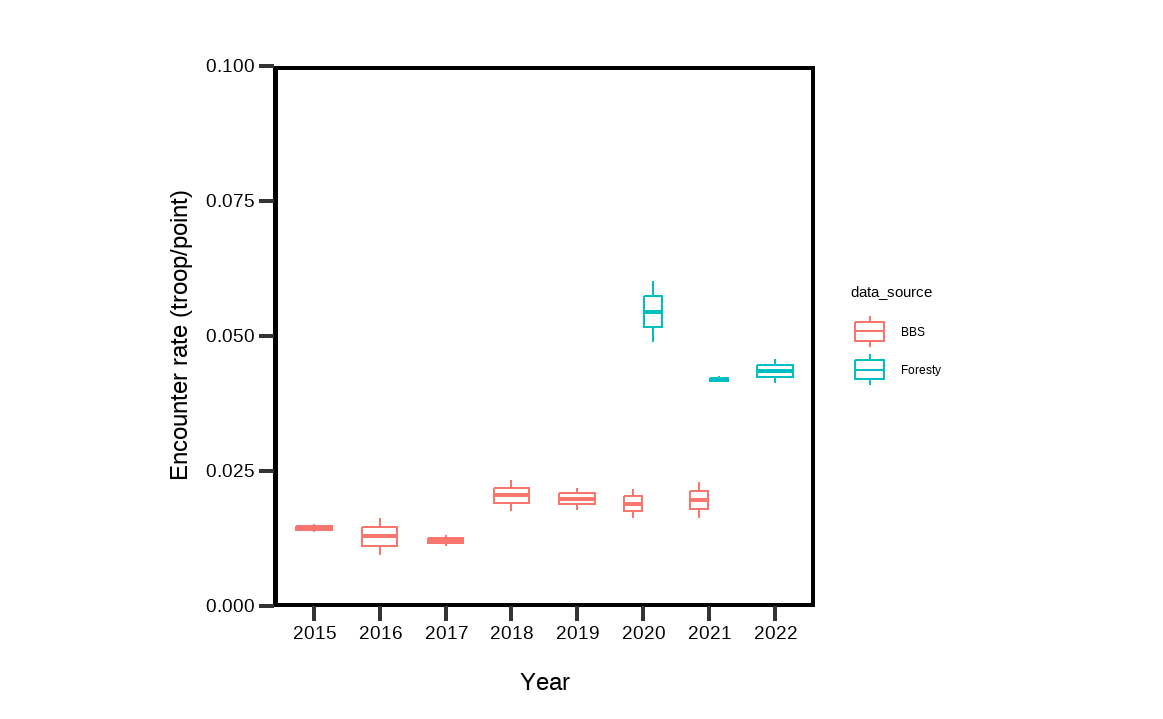 0.100
0.075
0.050
0.025
0.000
Encounter rate (troop/point)
2015 2016 2017 2018 2019 2020 2021 2022
Year
data_source
BBS
Foresty